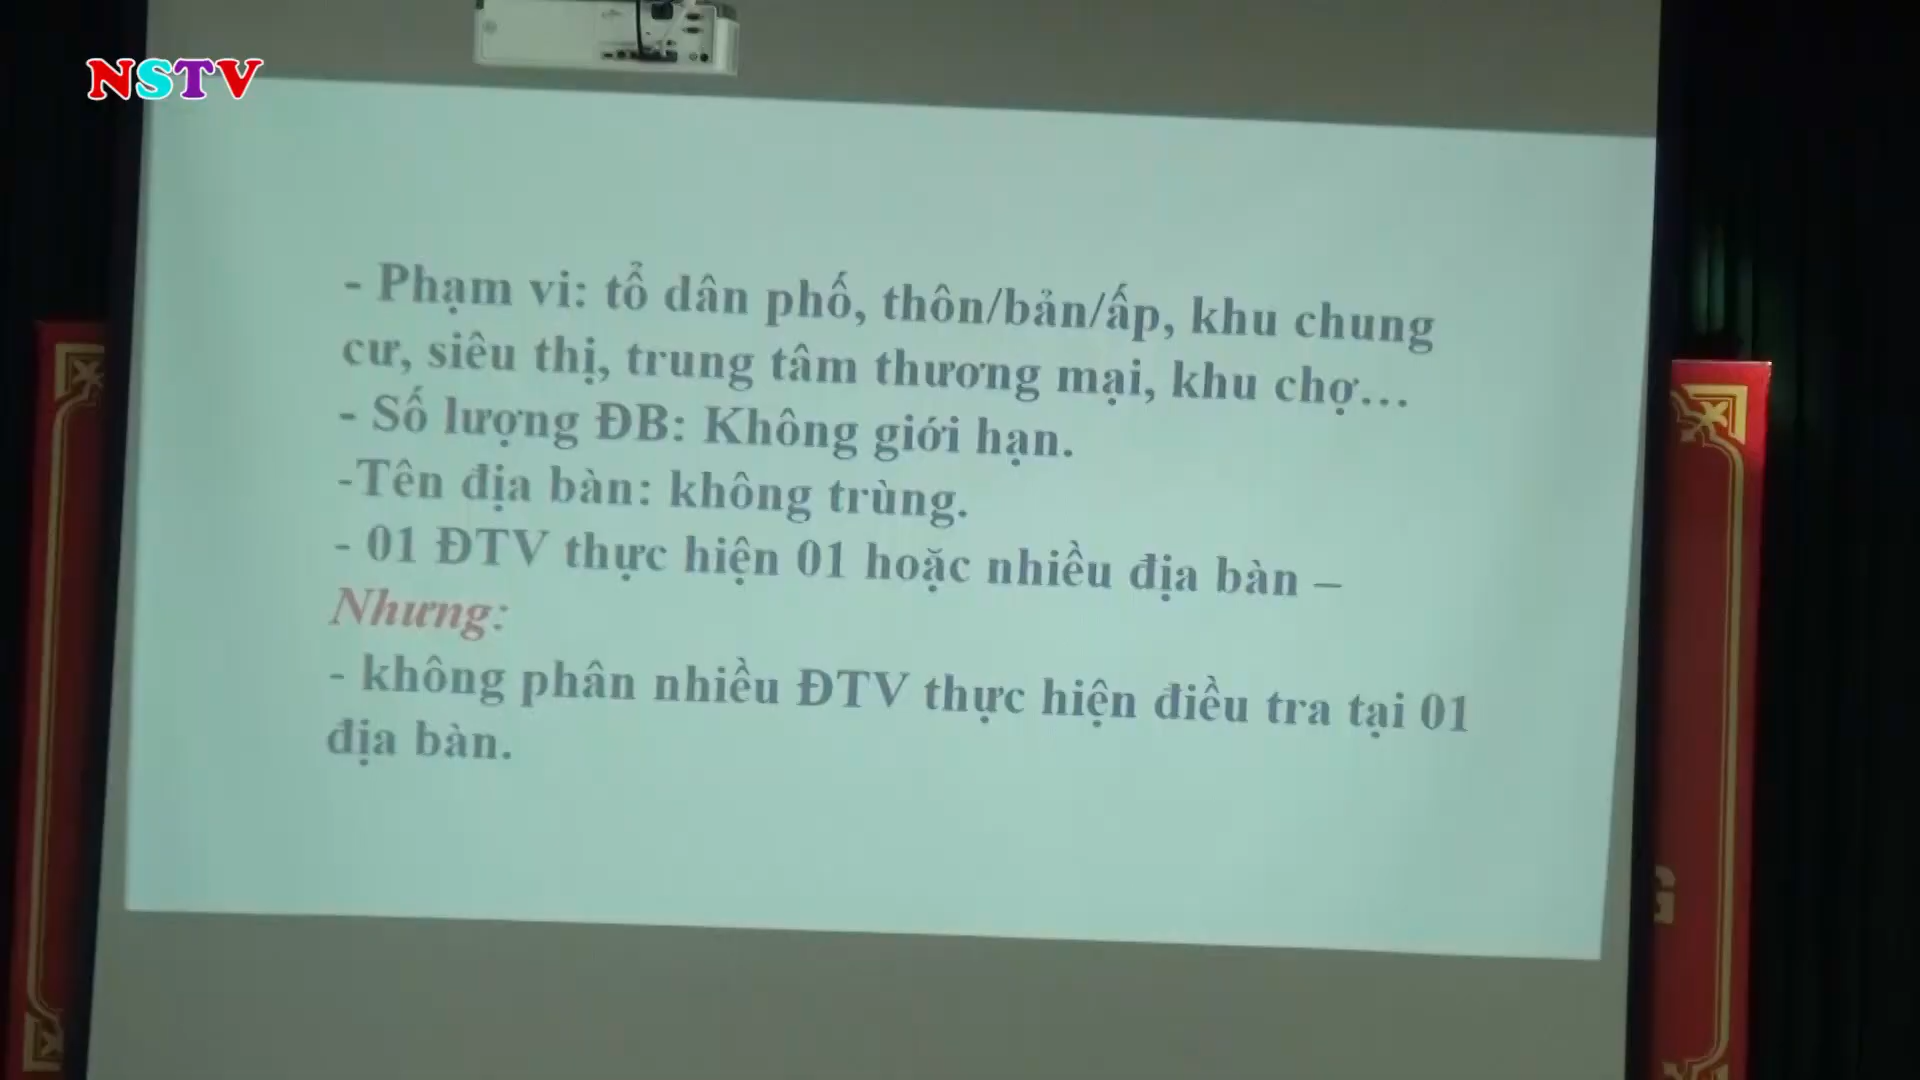 NSTV
- Phạm vi: tổ dân phố, thôn/bản/ấp, khu chung
cư, siêu thị, trung tâm thương mại, khu chợ...
- Số lượng ĐB: Không giới hạn.
-Tên địa bàn: không trùng.
- 01 ĐTV thực hiện 01 hoặc nhiều địa bàn –
Nhưng:
- không phân nhiều ĐTV thực hiện điều tra tại 01
địa bàn.
G